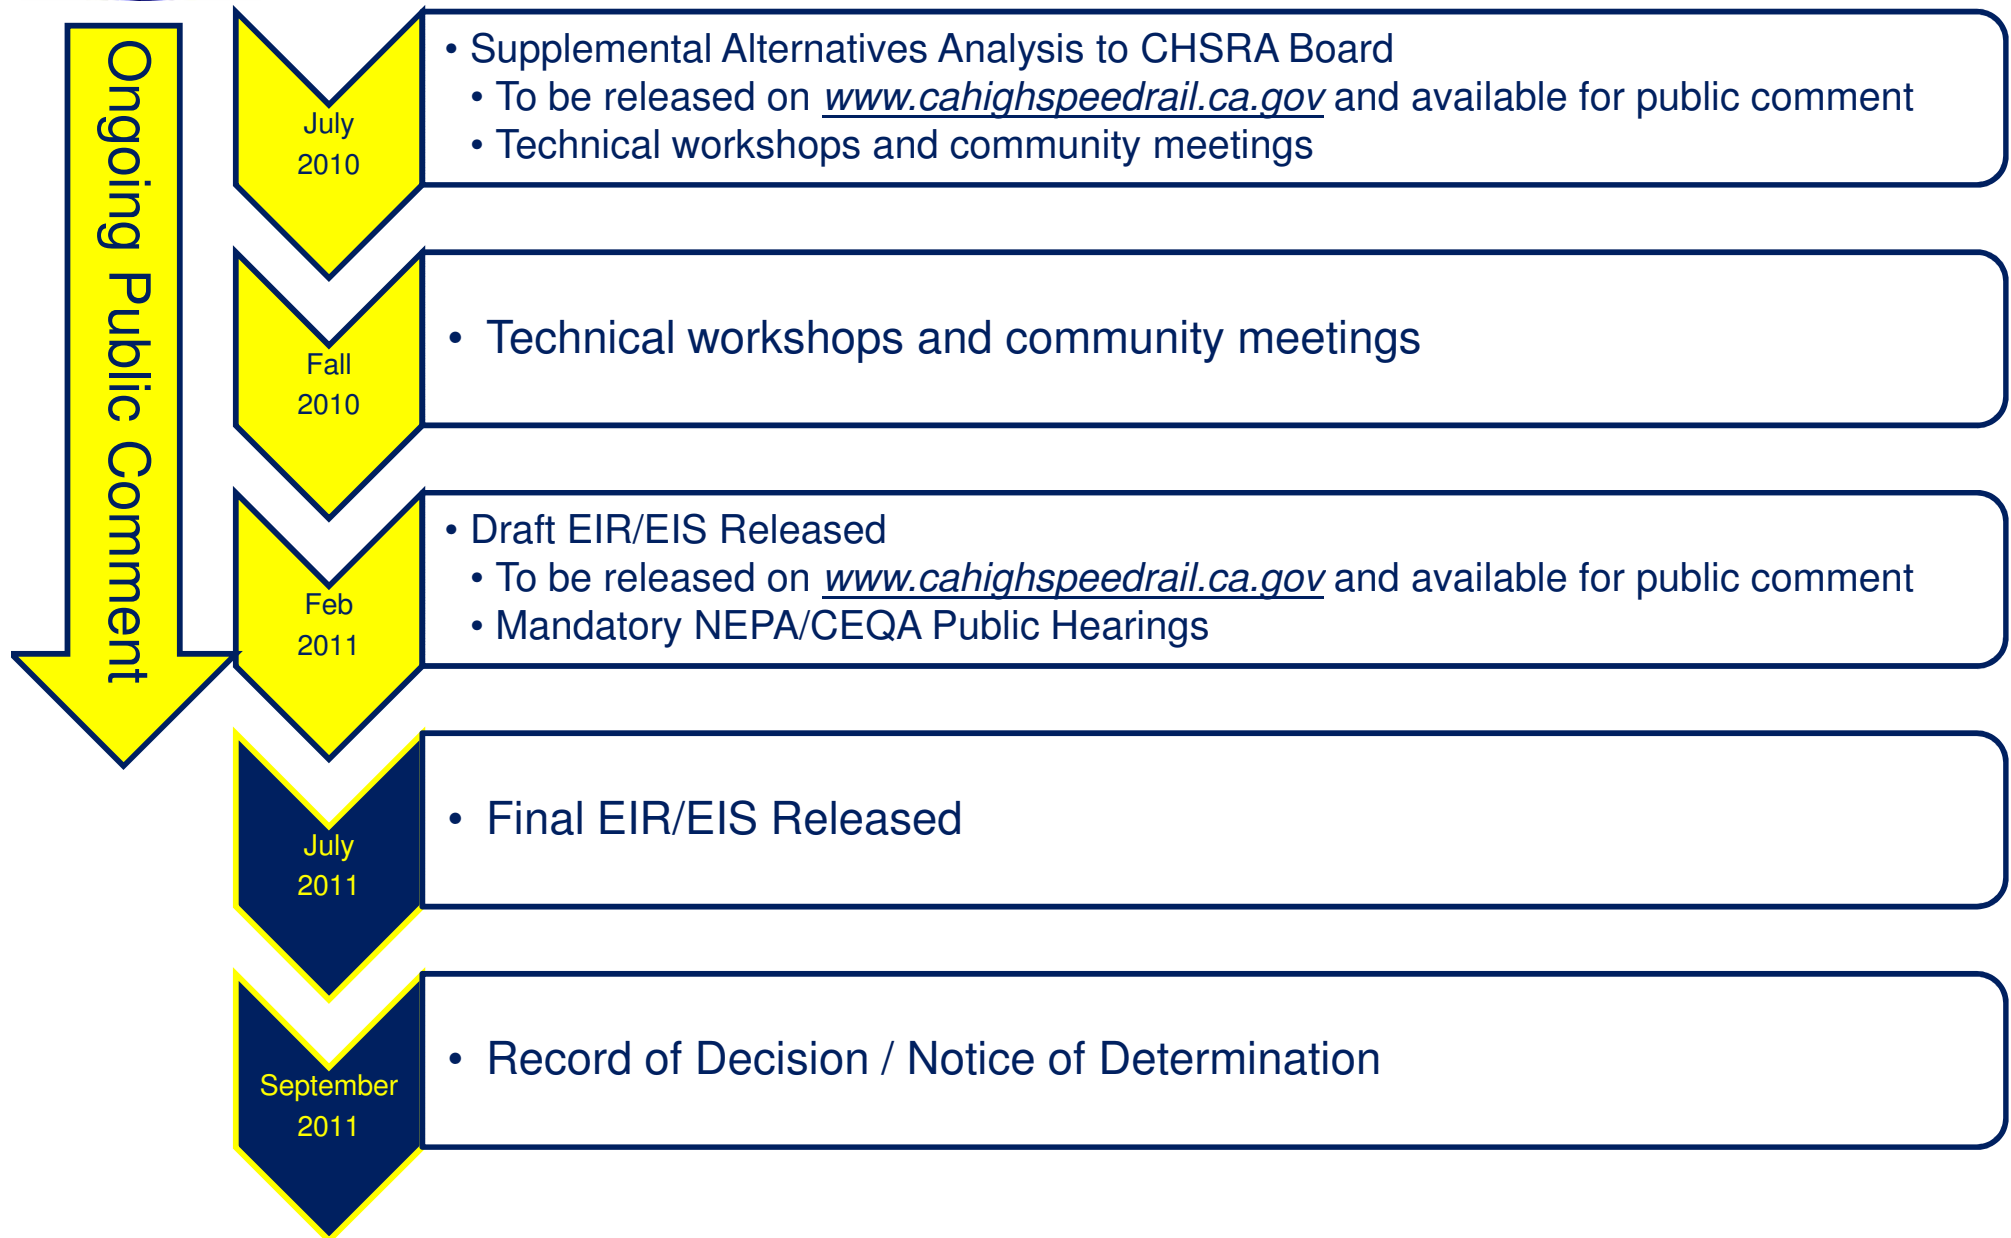 Ongoing Public Comment
July
2010
• Supplemental Alternatives Analysis to CHSRA Board
• To be released on www.cahighspeedrail.ca.gov and available for public comment
• Technical workshops and community meetings
Fall
2010
• Technical workshops and community meetings
Feb
2011
• Draft EIR/EIS Released
• To be released on www.cahighspeedrail.ca.gov and available for public comment
• Mandatory NEPA/CEQA Public Hearings
July
2011
• Final EIR/EIS Released
September
2011
• Record of Decision / Notice of Determination